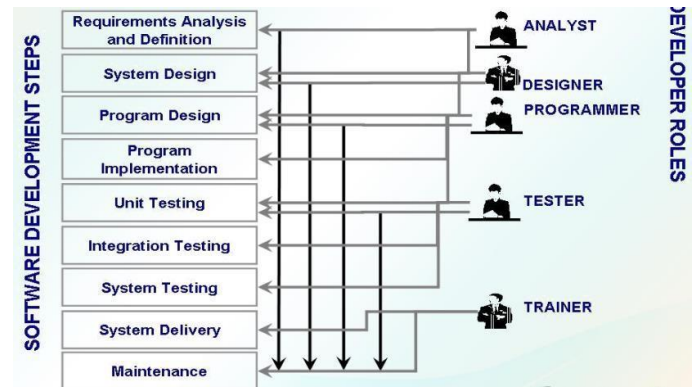 SOFTWARE DEVELOPMENT STEPS
Requirements Analysis
and Definition
System Design
Program Design
Program
Implementation
Unit Testing
Integration Testing
System Testing
System Delivery
Maintenance
ANALYST
DESIGNER
PROGRAMMER
TESTER
TRAINER
DEVELOPER ROLES